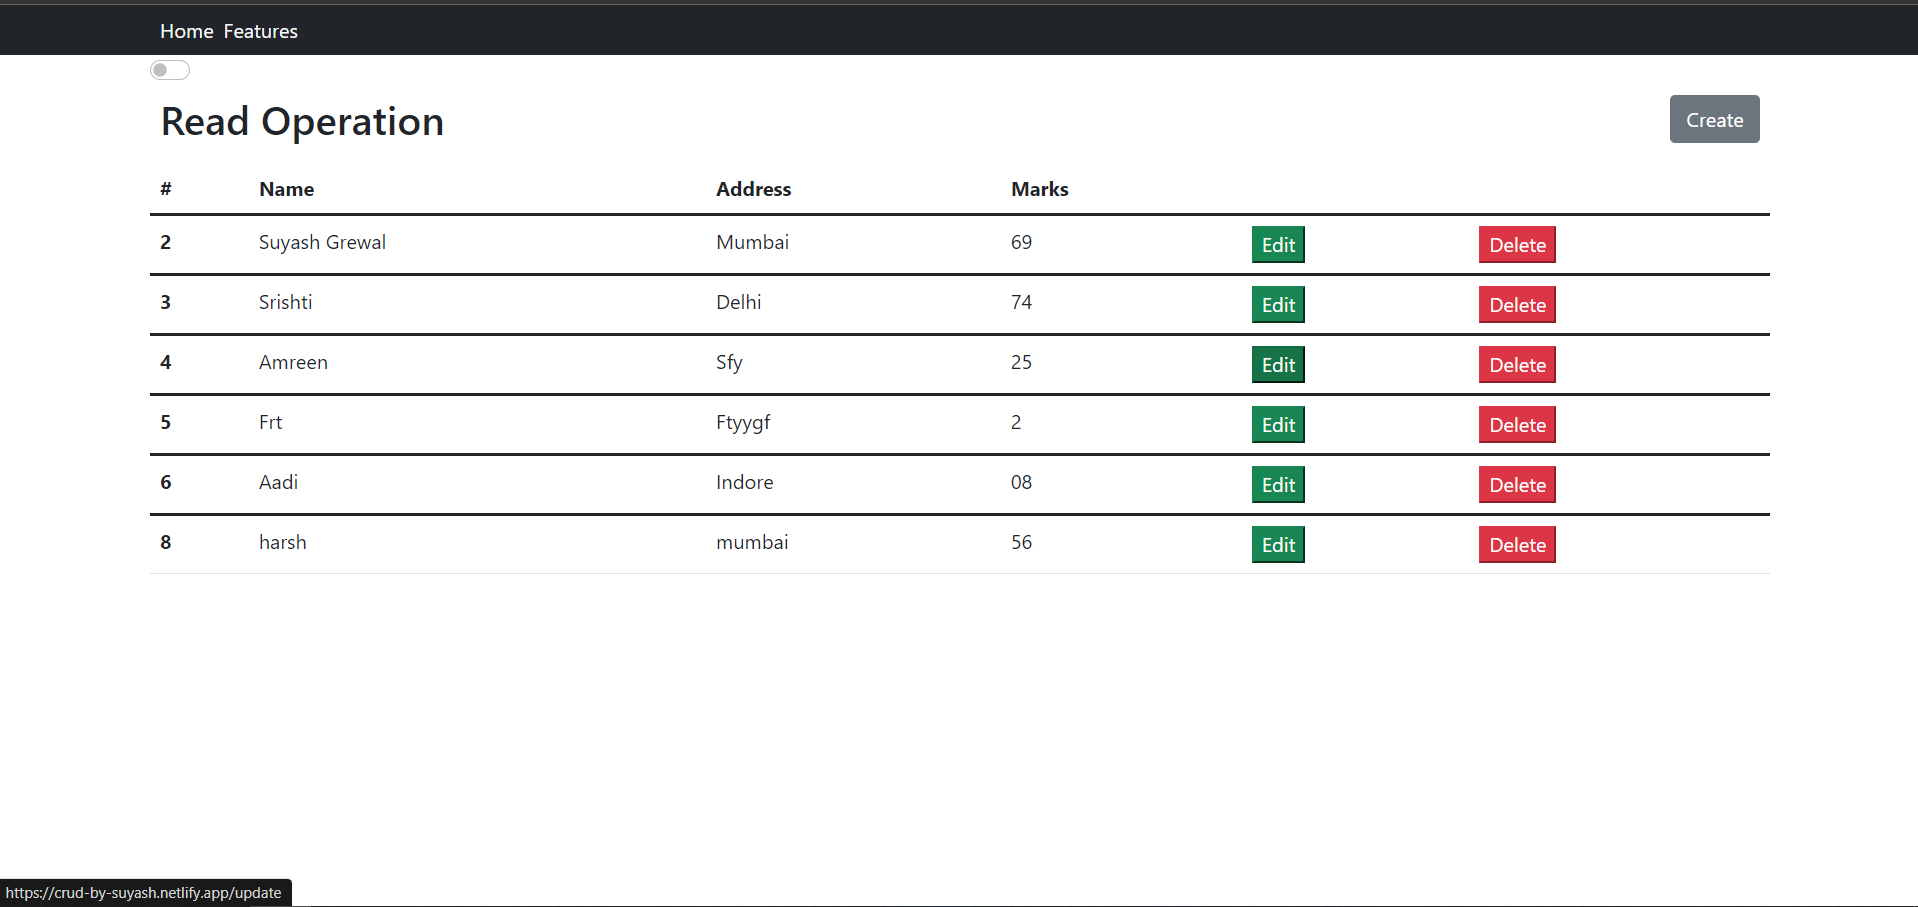 Home Features
Read Operation
Create
# Name Address Marks
2 Suyash Grewal Mumbai 69 Edit Delete
3 Srishti Delhi 74 Edit Delete
4 Amreen Sfy 25 Edit Delete
5 Frt Ftyygf 2 Edit Delete
6 Aadi Indore 08 Edit Delete
8 harsh mumbai 56 Edit Delete
https://crud-by-suyash.netlify.app/update